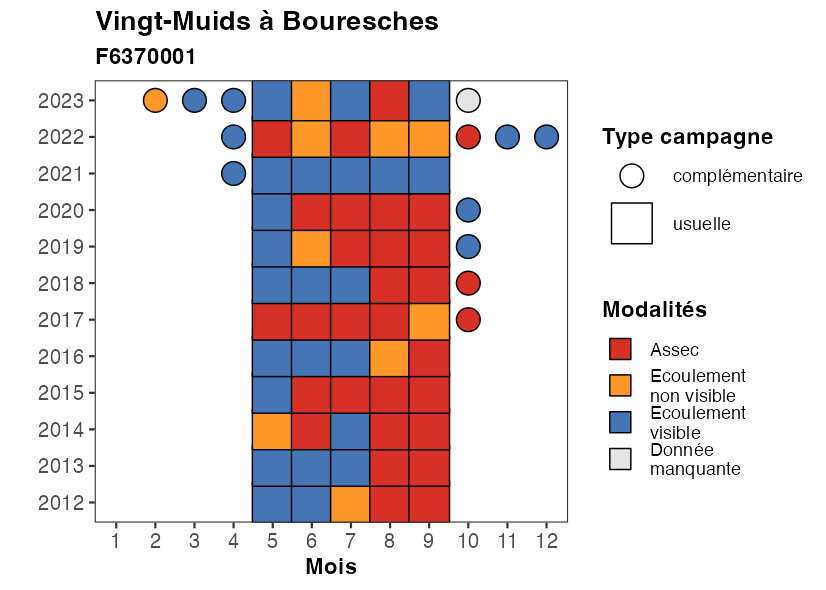 Vingt-Muids à Bouresches
F6370001
2023
2022
2021
2020
2019
2018
2017
2016
2015
2014
2013
2012
1 2 3 4 5 6 7 8 9 10 11 12
Mois
Type campagne
complémentaire
usuelle
Modalités
Assec
Ecoulement
non visible
Ecoulement
visible
Donnée
manquante